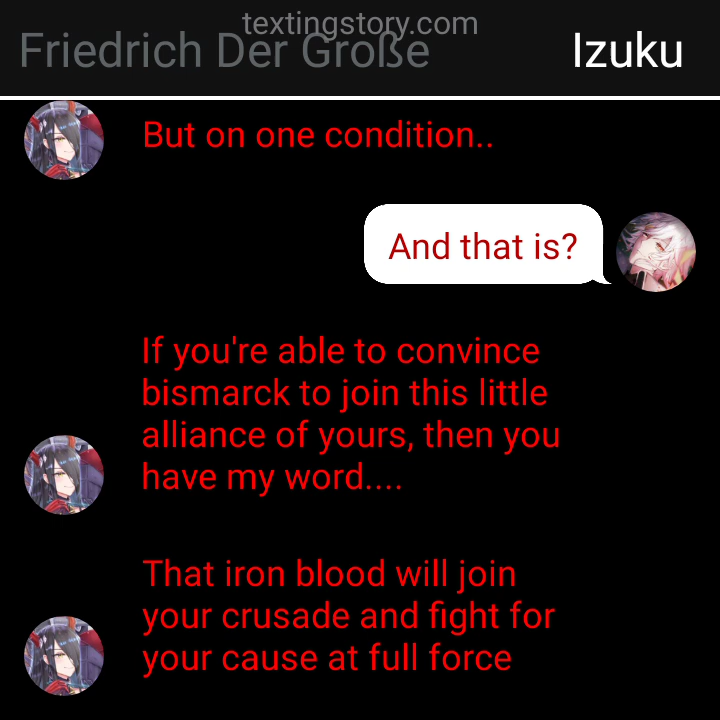 textingstory.com
Friedrich Der Große
Izuku
But on one condition..
And that is?
If you're able to convince
bismarck to join this little
alliance of yours, then you
have my word....
That iron blood will join
your crusade and fight for
your cause at full force